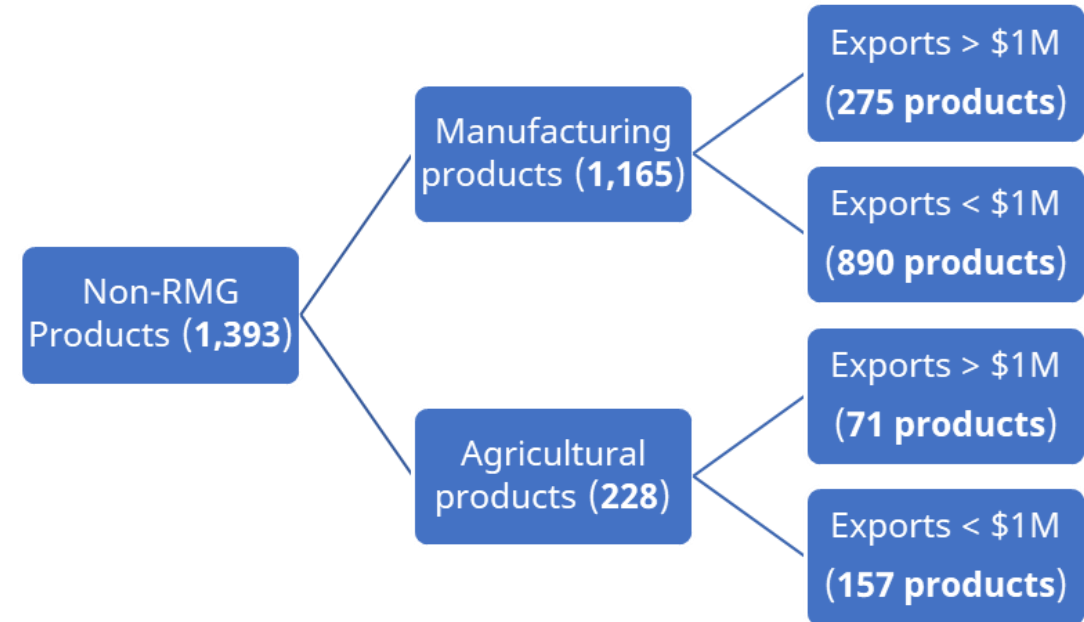 Non-RMG
Products (1,393)
Manufacturing
products (1,165)
Exports > $1M
(275 products)
Exports < $1M
(890 products)
Agricultural
products (228)
Exports > $1M
(71 products)
Exports < $1M
(157 products)